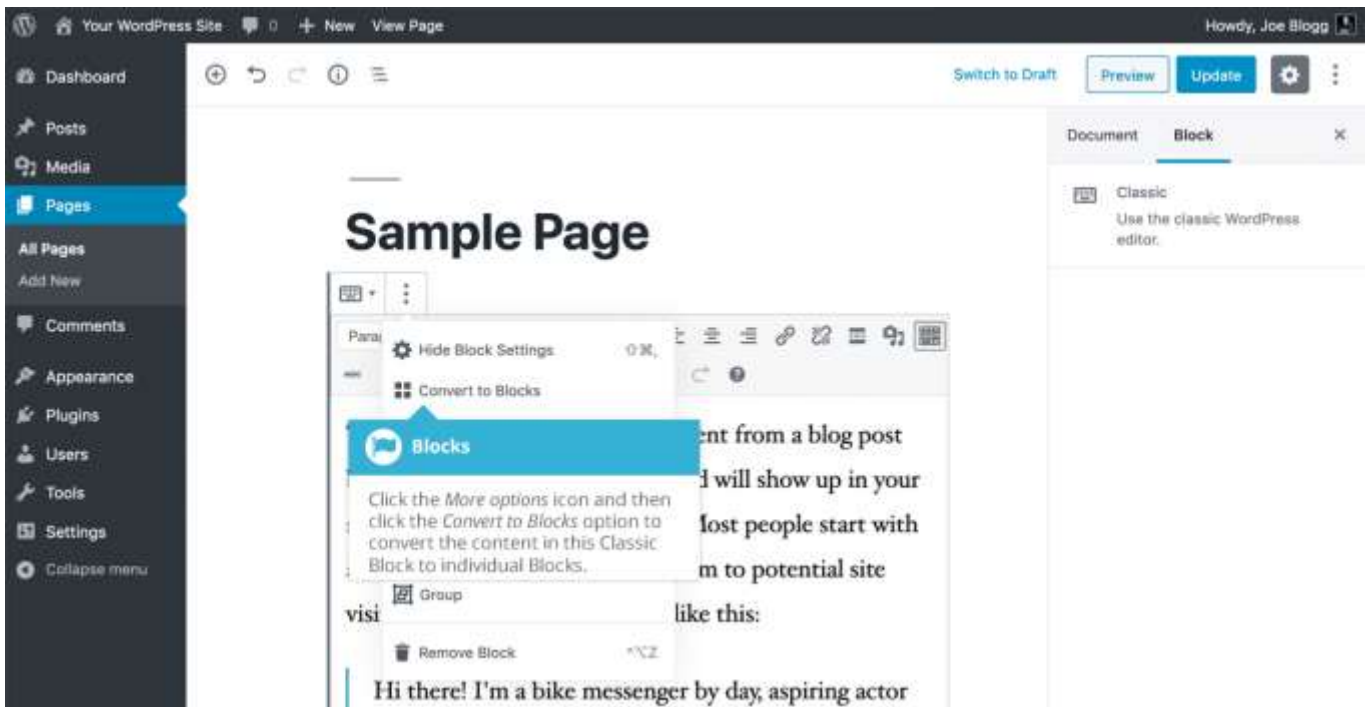 Your WordPress Site 0 + New View Page Howdy, Joe Blogg
Dashboard
Posts
Media
Pages
All Pages
Add New
Comments
Appearance
Plugins
Users
Tools
Settings
Collapse menu
Switch to Draft Preview Update
Document Block
Classic
Use the classic WordPress
editor.
Sample Page
Hide Block Settings ⇧⌘,
Convert to Blocks
Blocks
Click the More options icon and then
click the Convert to Blocks option to
convert the content in this Classic
Block to individual Blocks.
from a blog post
will show up in your
people start with
to potential site
like this:
Group
Remove Block ^⌥Z
Hi there! I'm a bike messenger by day, aspiring actor